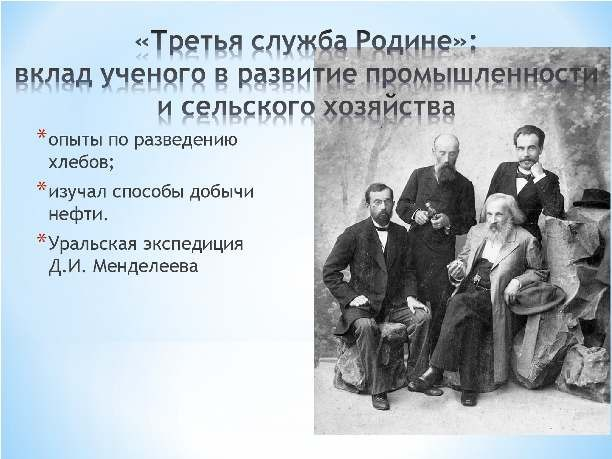 «Третья служба Родине»:
вклад ученого в развитие промышленности
и сельского хозяйства
* опыты по разведению
хлебов;
* изучал способы добычи
нефти.
* Уральская экспедиция
Д.И. Менделеева